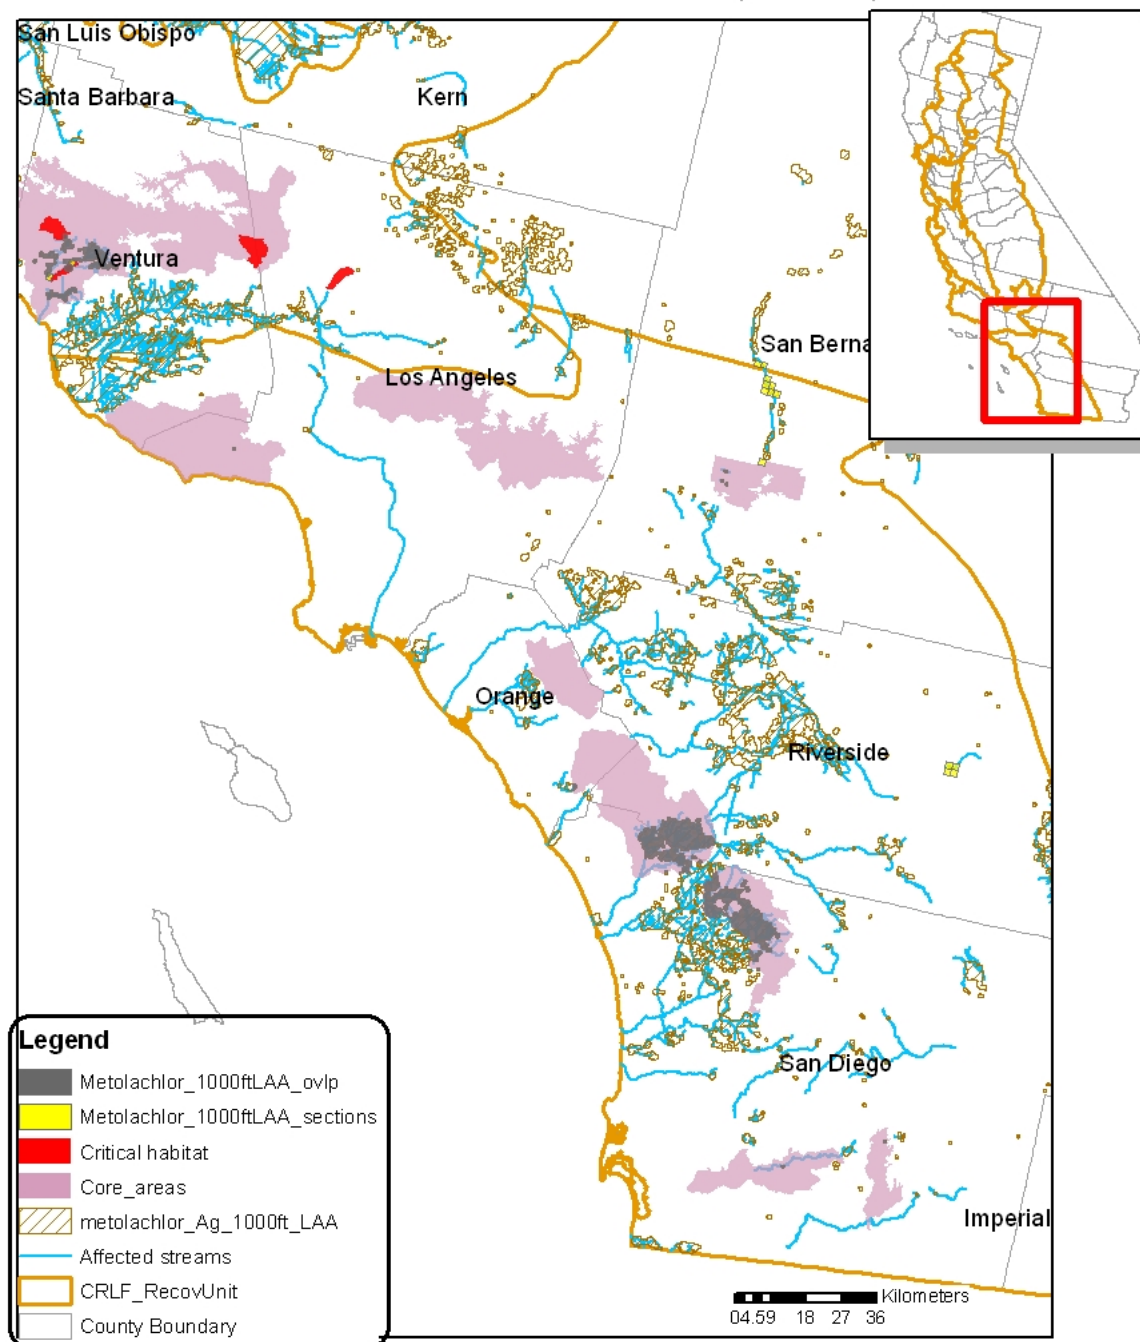 San Luis Obispo
Santa Barbara
Kern
Ventura
San Berna
Los Angeles
Orange
Riverside
San Diego
Imperial
Legend
Metolachlor_1000ftLAA_ovlp
Metolachlor_1000ftLAA_sections
Critical habitat
Core_areas
metolachlor_Ag_1000ft_LAA
Affected streams
CRLF_RecovUnit
County Boundary
Kilometers
04.59 18 27 36